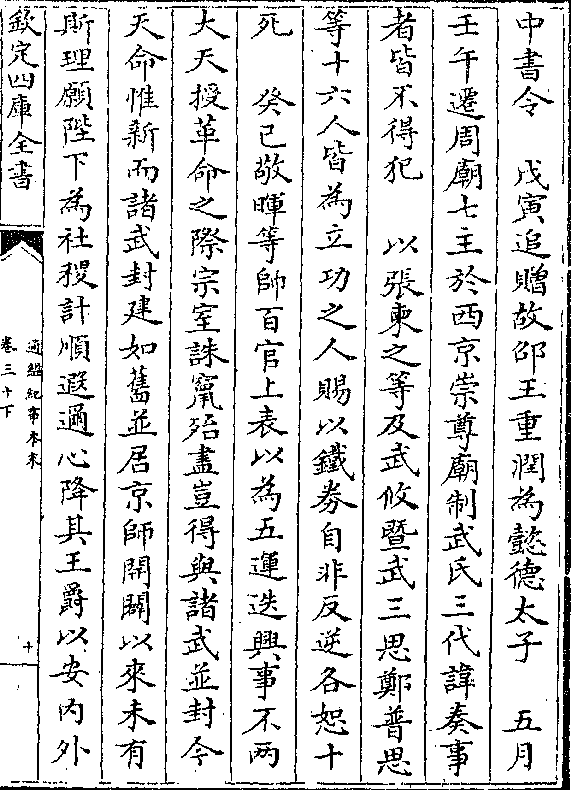 中書令　戊寅追贈故邵王重潤為懿德太子　五月
壬午遷周廟七主於西京崇尊廟制武氏三代諱奏事
者皆不得犯　以張柬之等及武攸暨武三思鄭普思
等十六人皆為立功之人賜以鐵券自非反逆各恕十
死　癸巳敬暉等帥百官上表以為五運迭興事不兩
大天授革命之際宗室誅竄殆盡豈得與諸武並封今
天命惟新而諸武封建如舊並居京師開闢以來未有
斯理願陛下為社稷計順遐邇心降其王爵以安內外
欽定四庫全書
通鑑紀事本末
卷三十下
十